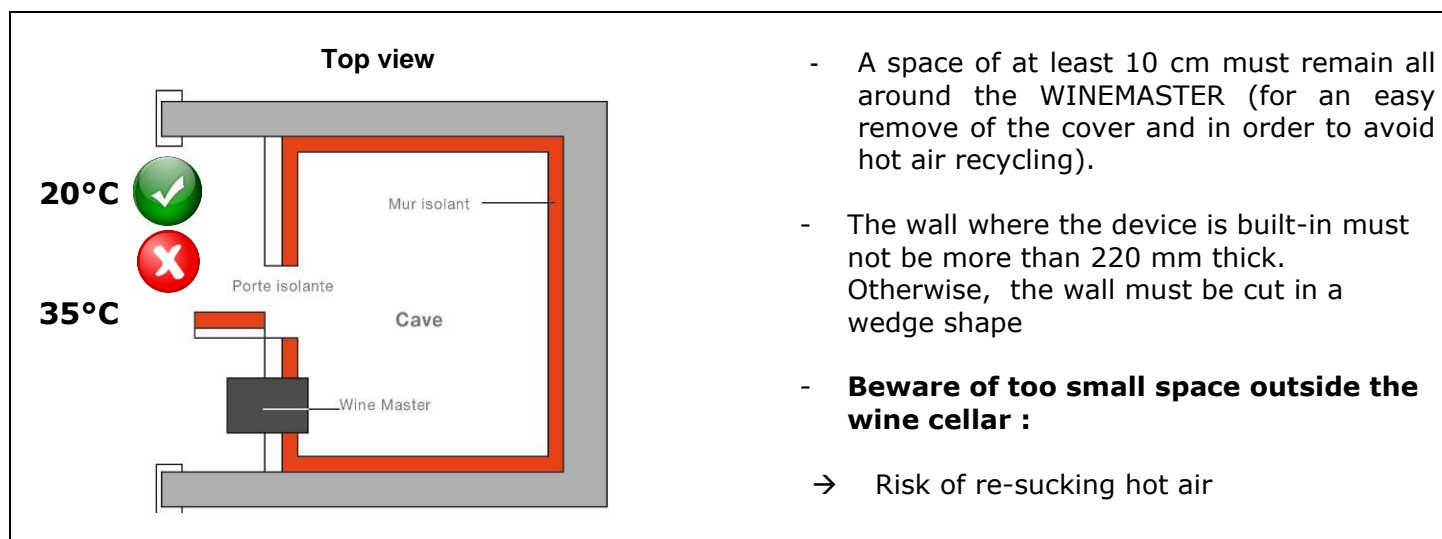 Top view
20°C
35°C
Mur isolant
Porte isolante
Cave
Wine Master
- A space of at least 10 cm must remain all
around the WINEMASTER (for an easy
remove of the cover and in order to avoid
hot air recycling).
- The wall where the device is built-in must
not be more than 220 mm thick.
Otherwise, the wall must be cut in a
wedge shape
- Beware of too small space outside the
wine cellar :
→ Risk of re-sucking hot air